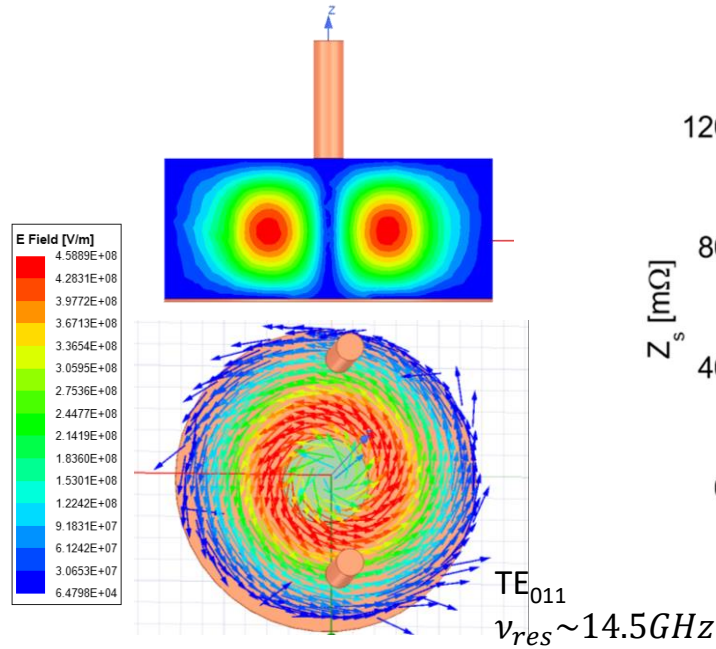 z
E Field [V/m]
4.5889E+08
4.2831E+08
3.9772E+08
3.6713E+08
3.3654E+08
3.0595E+08
2.7536E+08
2.4477E+08
2.1419E+08
1.8360E+08
1.5301E+08
1.2242E+08
9.1831E+07
6.1242E+07
3.0653E+07
6.4798E+04
TE₀₁₁
ν_res~14.5GHz
Z_s [mΩ]